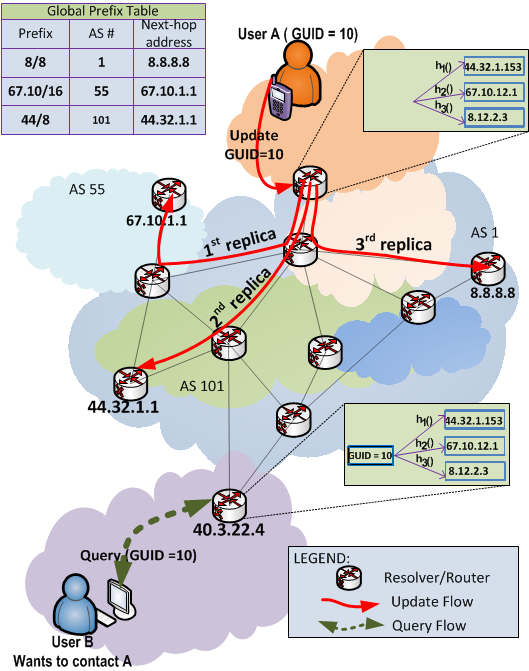 Global Prefix Table
Prefix AS # Next-hop address
8/8 1 8.8.8.8
67.10/16 55 67.10.1.1
44/8 101 44.32.1.1
User A ( GUID = 10)
Update
GUID=10
h1() 44.32.1.153
h2() 67.10.12.1
h3() 8.12.2.3
AS 55
67.10.1.1
1st replica
2nd replica
3rd replica
AS 1
8.8.8.8
AS 101
44.32.1.1
GUID = 10
h1() 44.32.1.153
h2() 67.10.12.1
h3() 8.12.2.3
40.3.22.4
Query (GUID =10)
User B
Wants to contact A
LEGEND:
Resolver/Router
Update Flow
Query Flow